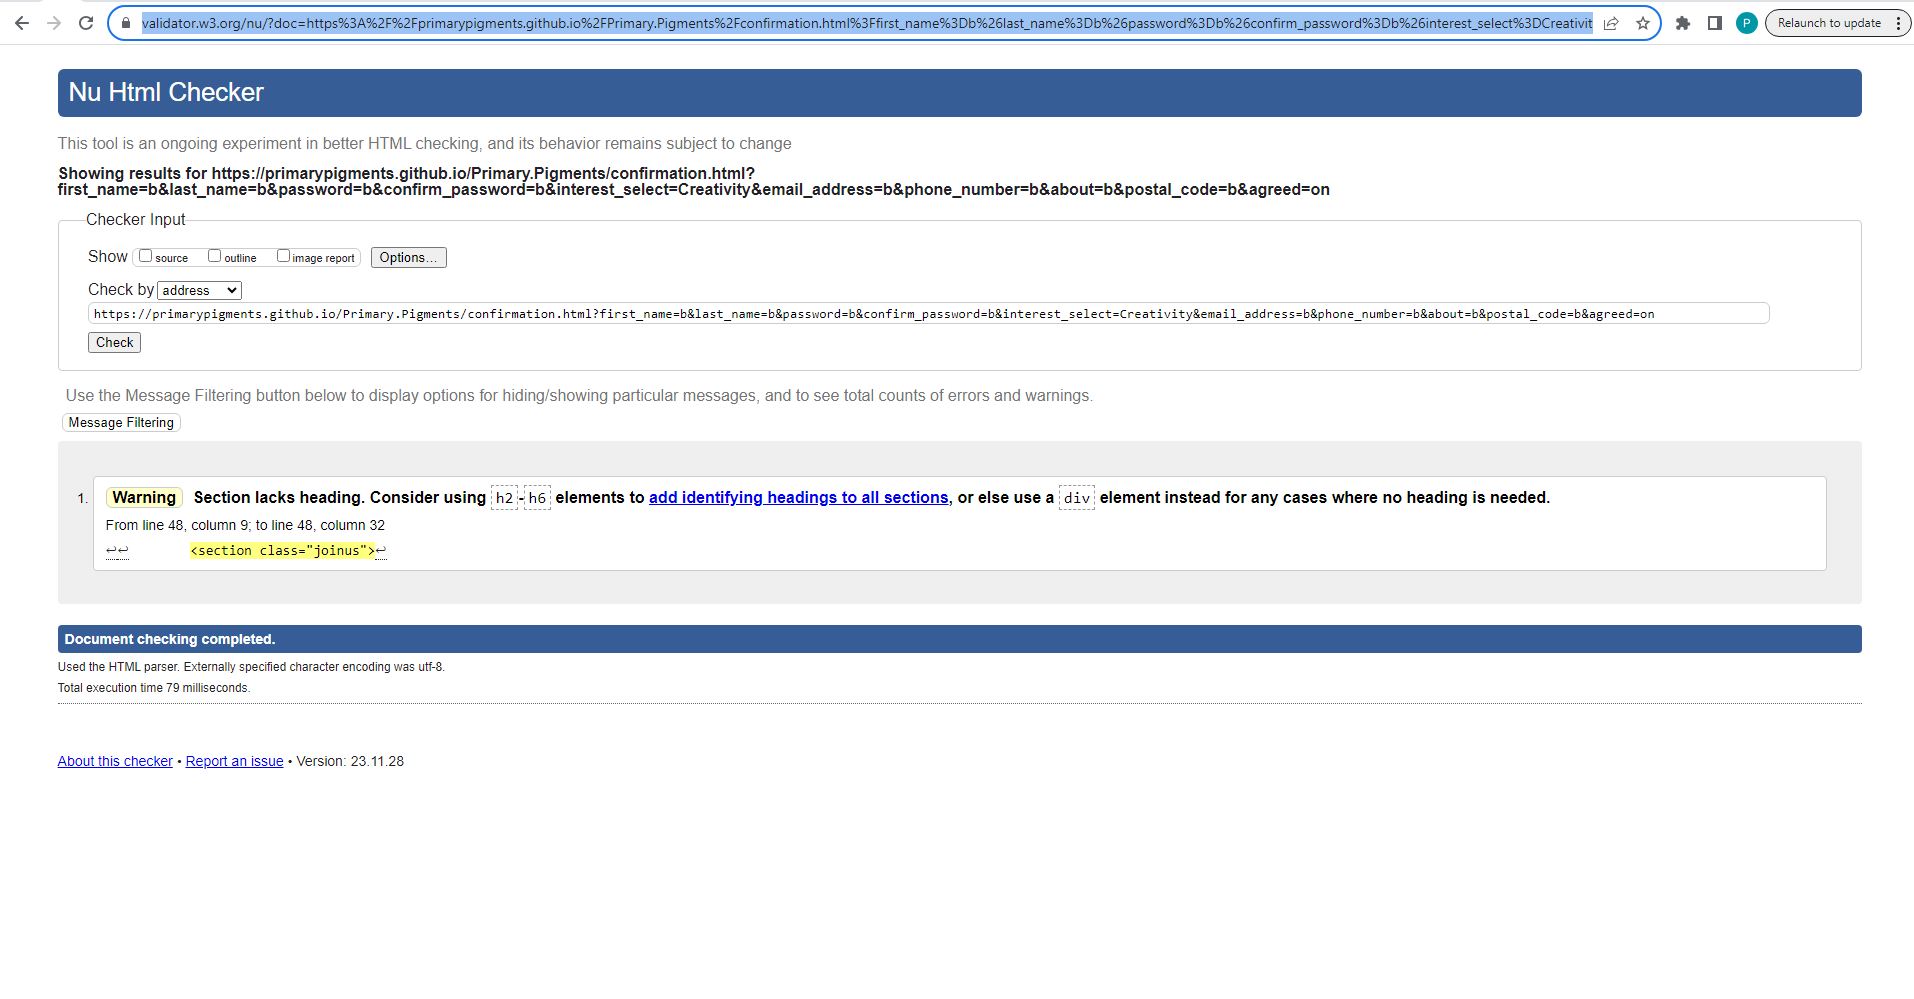 validator.w3.org/nu/?doc=https%3A%2F%2Fprimarypigments.github.io%2FPrimary.Pigments%2Fconfirmation.html%3Ffirst_name%3Db%26last_name%3Db%26password%3Db%26confirm_password%3Db%26interest_select%3DCreativit
P
Relaunch to update
Nu Html Checker
This tool is an ongoing experiment in better HTML checking, and its behavior remains subject to change
Showing results for https://primarypigments.github.io/Primary.Pigments/confirmation.html?
first_name=b&last_name=b&password=b&confirm_password=b&interest_select=Creativity&email_address=b&phone_number=b&about=b&postal_code=b&agreed=on
Checker Input
Show source outline image report Options...
Check by address
https://primarypigments.github.io/Primary.Pigments/confirmation.html?first_name=b&last_name=b&password=b&confirm_password=b&interest_select=Creativity&email_address=b&phone_number=b&about=b&postal_code=b&agreed=on
Check
Use the Message Filtering button below to display options for hiding/showing particular messages, and to see total counts of errors and warnings.
Message Filtering
1. Warning Section lacks heading. Consider using h2-h6 elements to add identifying headings to all sections, or else use a div element instead for any cases where no heading is needed.
From line 48, column 9; to line 48, column 32
↩↩ <section class="joinus">↩
Document checking completed.
Used the HTML parser. Externally specified character encoding was utf-8.
Total execution time 79 milliseconds.
About this checker • Report an issue • Version: 23.11.28